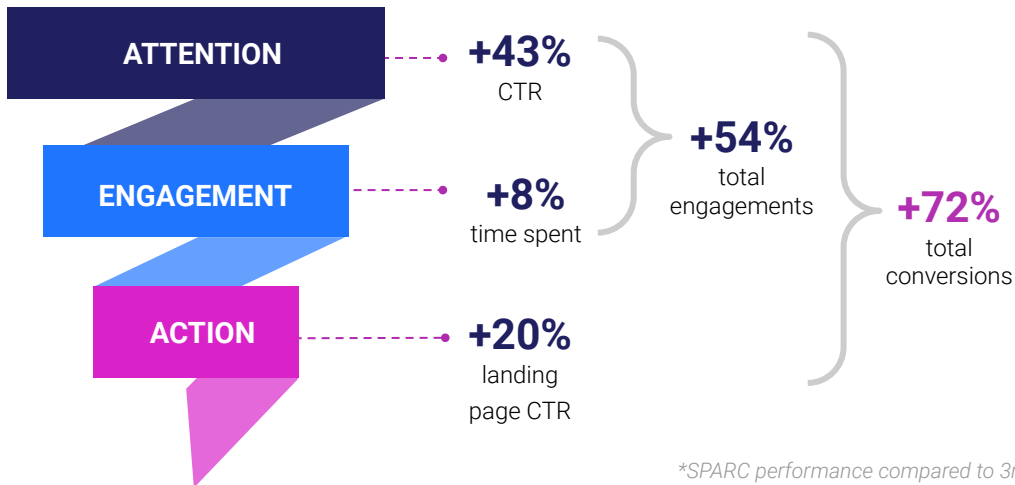 ATTENTION
+43%
CTR
+54%
total
engagements
ENGAGEMENT
+8%
time spent
+72%
total
conversions
ACTION
+20%
landing
page CTR
*SPARC performance compared to